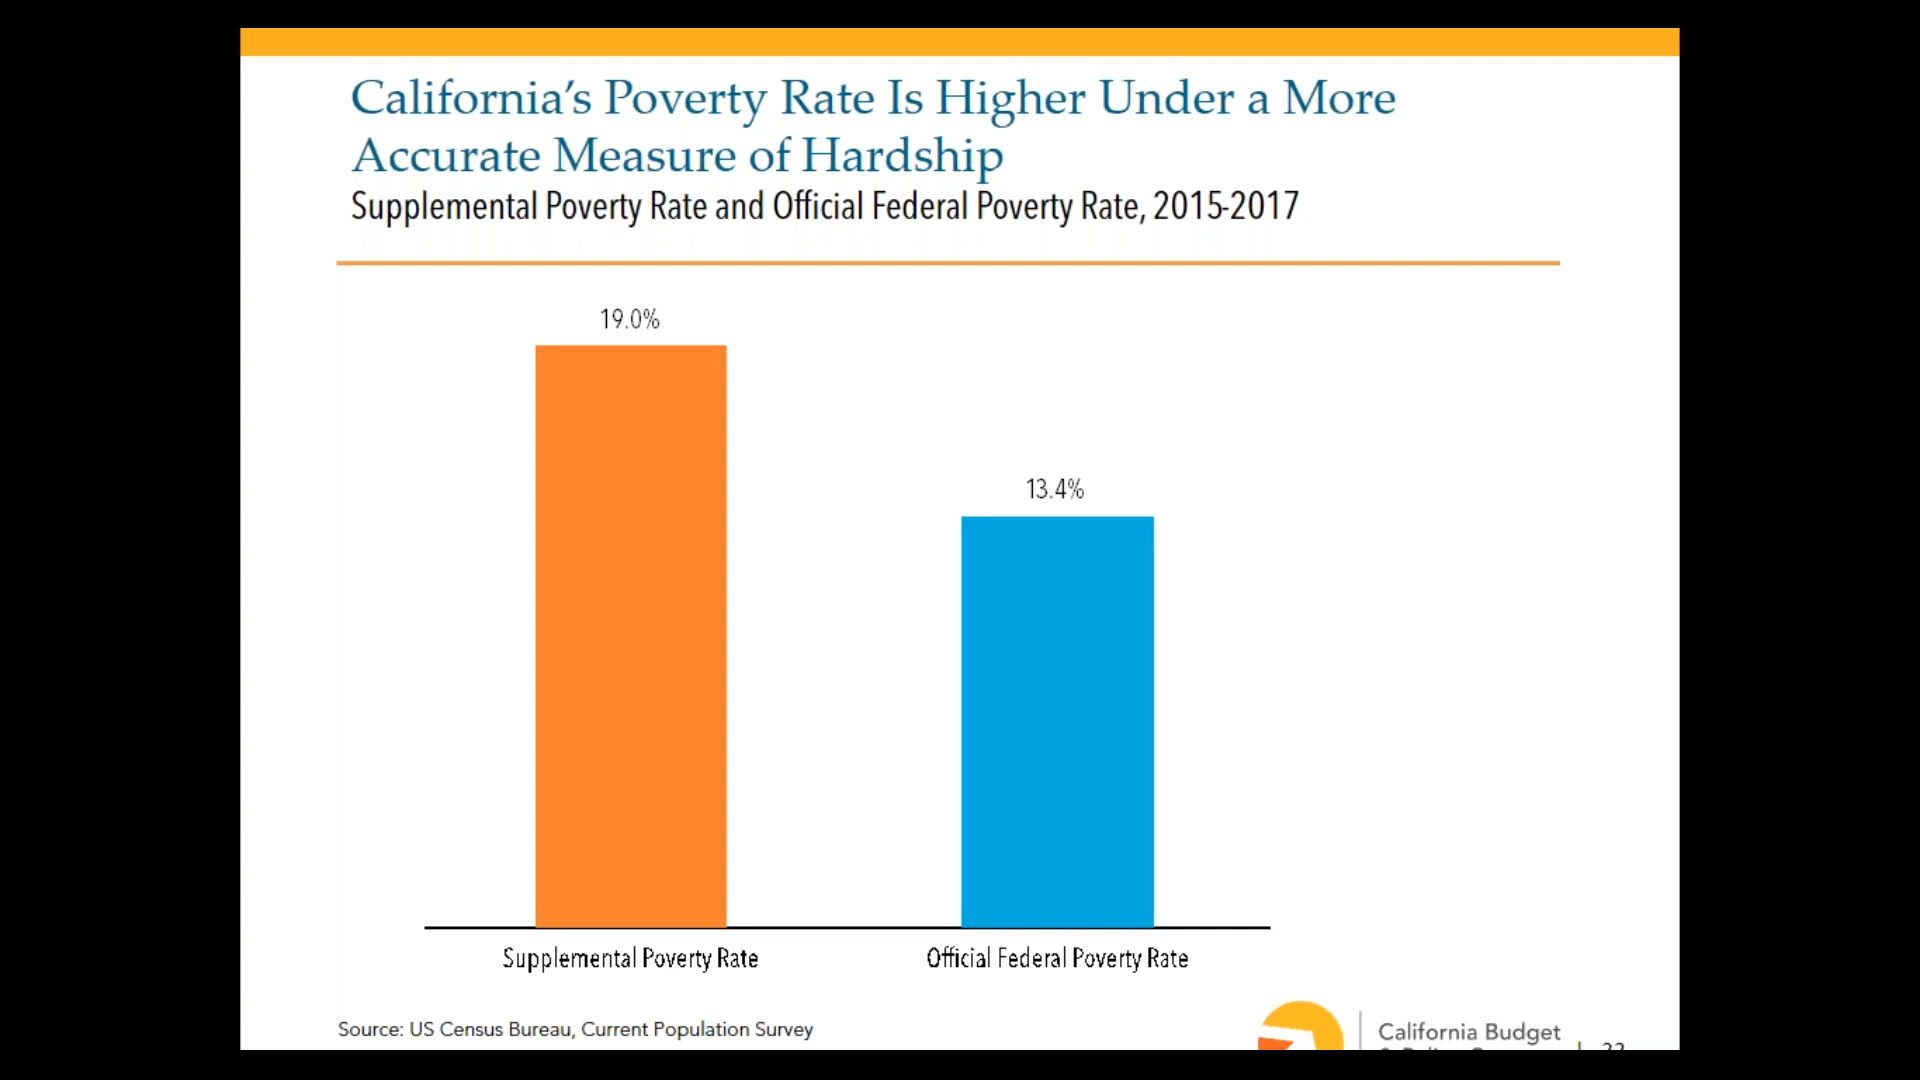 California's Poverty Rate Is Higher Under a More
Accurate Measure of Hardship
Supplemental Poverty Rate and Official Federal Poverty Rate, 2015-2017
19.0%
13.4%
Supplemental Poverty Rate
Official Federal Poverty Rate
Source: US Census Bureau, Current Population Survey
California Budget